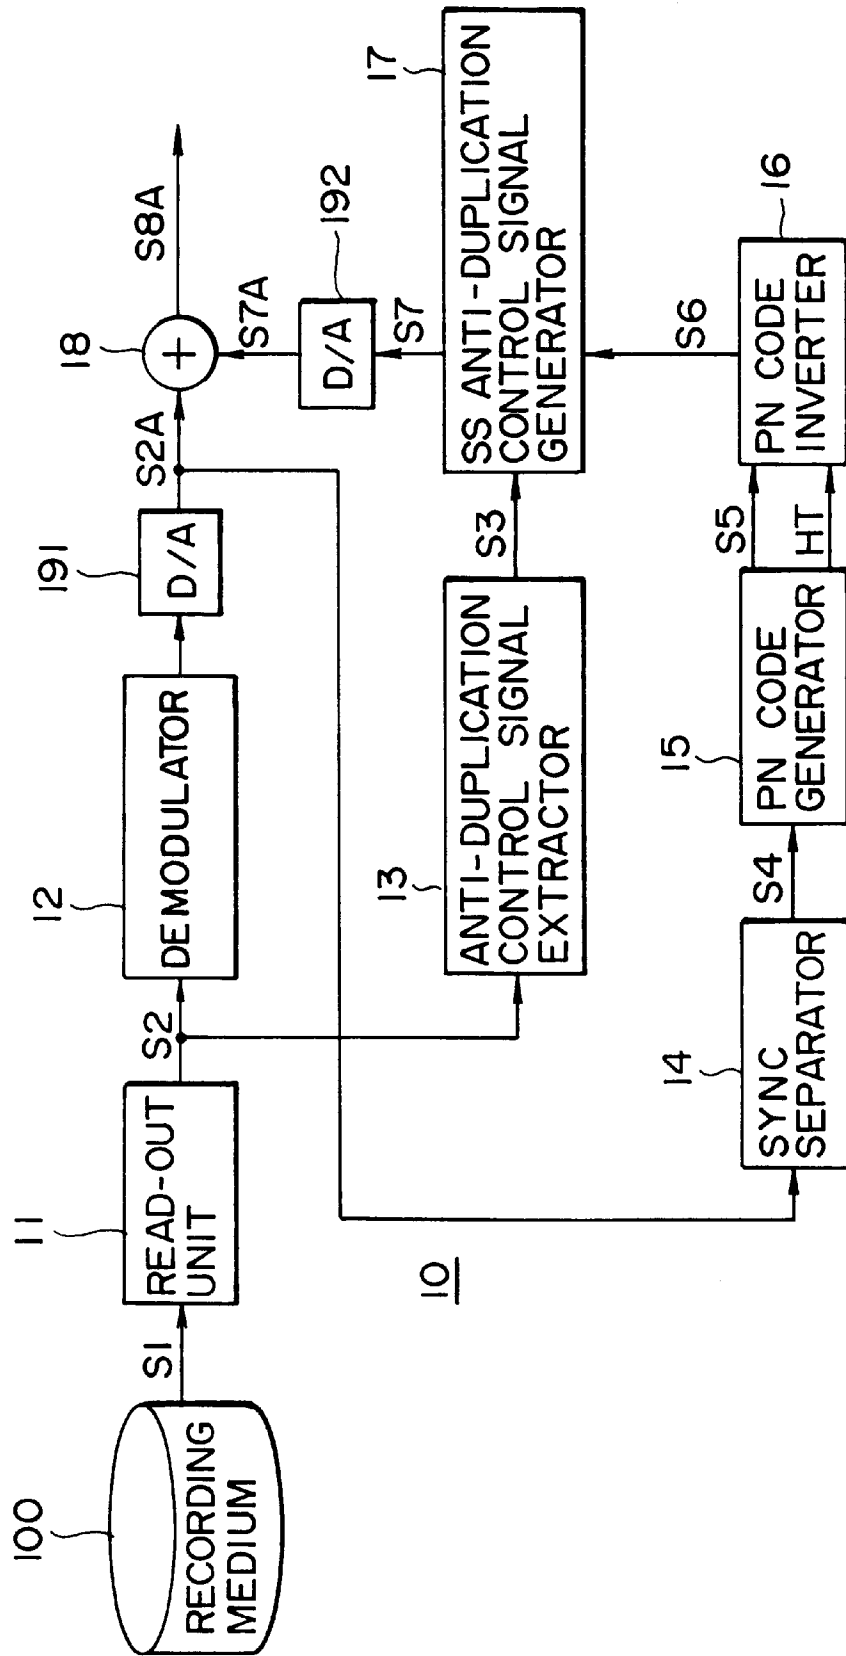 100
RECORDING
MEDIUM
S1
11
READ-OUT
UNIT
S2
12
DEMODULATOR
191
D/A
S2A
18
+
S8A
S7A
192
D/A
S7
13
ANTI-DUPLICATION
CONTROL SIGNAL
EXTRACTOR
S3
17
SS ANTI-DUPLICATION
CONTROL SIGNAL
GENERATOR
10
14
SYNC
SEPARATOR
S4
15
PN CODE
GENERATOR
S5
HT
16
PN CODE
INVERTER
S6